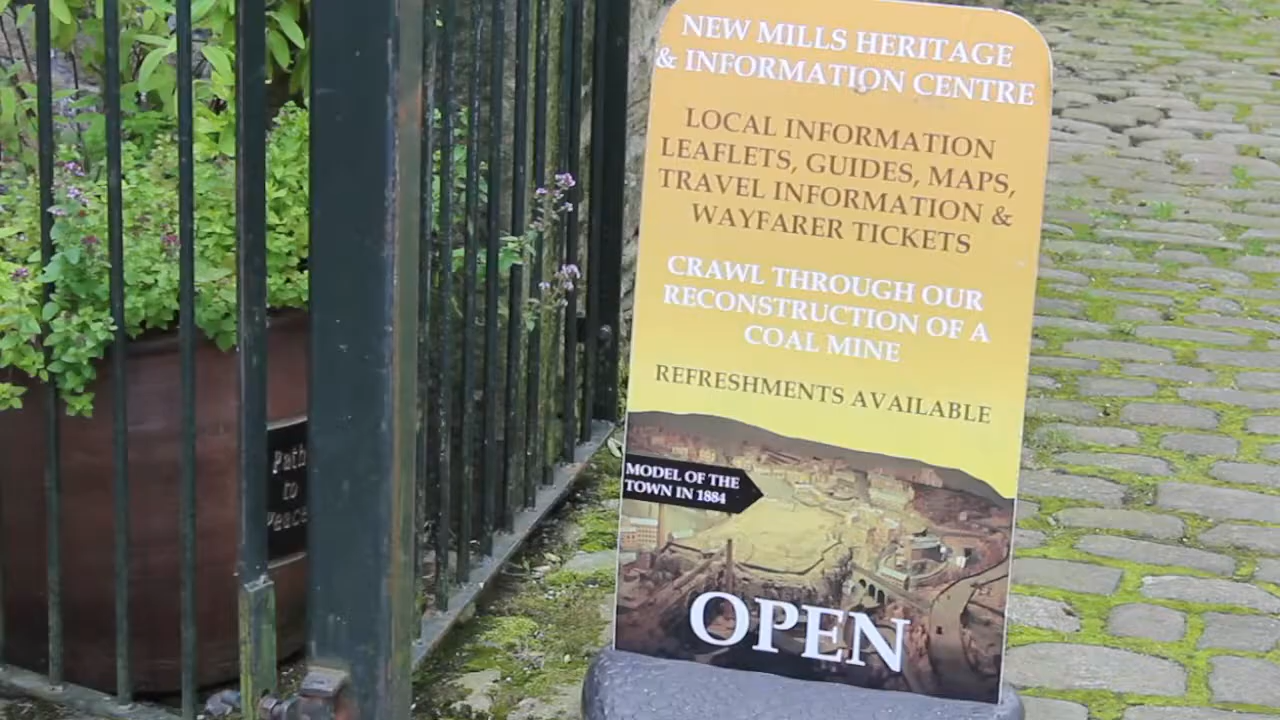 NEW MILLS HERITAGE
& INFORMATION CENTRE
LOCAL INFORMATION
LEAFLETS, GUIDES, MAPS,
TRAVEL INFORMATION &
WAYFARER TICKETS
CRAWL THROUGH OUR
RECONSTRUCTION OF A
COAL MINE
REFRESHMENTS AVAILABLE
MODEL OF THE
TOWN IN 1884
OPEN
Path
to
Peace